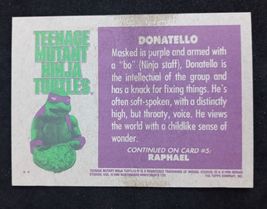 TEENAGE
MUTANT
NINJA
TURTLES
DONATELLO
Masked in purple and armed with
a "bo" (Ninja staff), Donatello is
the intellectual of the group and
has a knack for fixing things. He's
often soft-spoken, with a distinctly
high, but throaty, voice. He views
the world with a childlike sense of
wonder.
CONTINUED ON CARD #5:
RAPHAEL